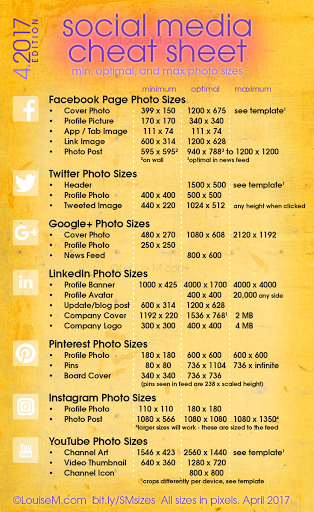 4.2017
EDITION
social media
cheat sheet
min, optimal, and max photo sizes
minimum optimal maximum
Facebook Page Photo Sizes
• Cover Photo 399 x 150 1200 x 675 see template¹
• Profile Picture 170 x 170 340 x 340
• App / Tab Image 111 x 74 111 x 74
• Link Image 600 x 314 1200 x 628
• Photo Post 595 x 595² 940 x 788³ to 1200 x 1200
²on wall ³optimal in news feed
Twitter Photo Sizes
• Header 1500 x 500 see template¹
• Profile Photo 400 x 400 500 x 500
• Tweeted Image 440 x 220 1024 x 512 any height when clicked
Google+ Photo Sizes
• Cover Photo 480 x 270 1080 x 608 2120 x 1192
• Profile Photo 250 x 250
• News Feed 800 x 600
in
LinkedIn Photo Sizes
• Profile Banner 1000 x 425 4000 x 1700 4000 x 4000
• Profile Avatar 400 x 400 20,000 any side
• Update/blog post 600 x 314 1200 x 628
• Company Cover 1192 x 220 1536 x 768¹ 2 MB
• Company Logo 300 x 300 400 x 400 4 MB
Pinterest Photo Sizes
• Profile Photo 180 x 180 600 x 600 600 x 600
• Pins 80 x 80 736 x 1104 736 x infinite
• Board Cover 340 x 340 736 x 736
(pins seen in feed are 238 x scaled height)
Instagram Photo Sizes
• Profile Photo 110 x 110 180 x 180
• Photo Post 1080 x 566 1080 x 1080 1080 x 1350⁴
⁴larger sizes will work - these are sized to the feed
You
Tube
YouTube Photo Sizes
• Channel Art 1546 x 423 2560 x 1440 see template¹
• Video Thumbnail 640 x 360 1280 x 720
• Channel Icon 800 x 800
¹crops differently per device, see template
©LouiseM.com bit.ly/SMsizes All sizes in pixels. April 2017